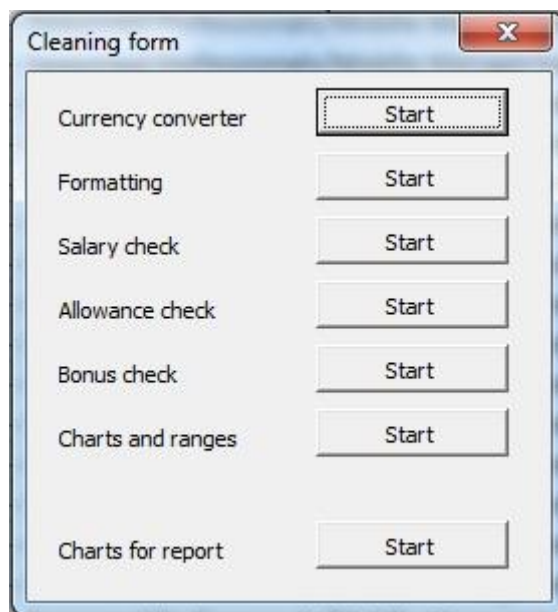 Cleaning form
Currency converter Start
Formatting Start
Salary check Start
Allowance check Start
Bonus check Start
Charts and ranges Start
Charts for report Start